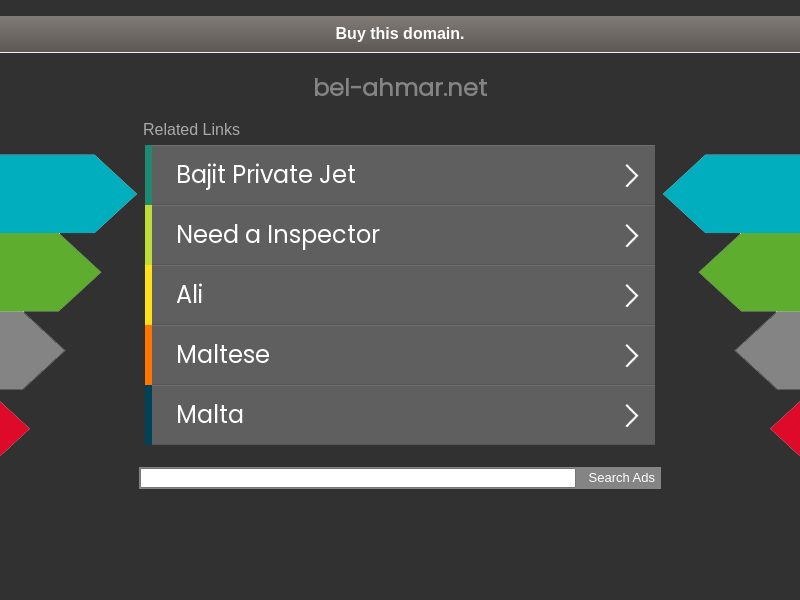 Buy this domain.
bel-ahmar.net
Related Links
Bajit Private Jet
Need a Inspector
Ali
Maltese
Malta
Search Ads